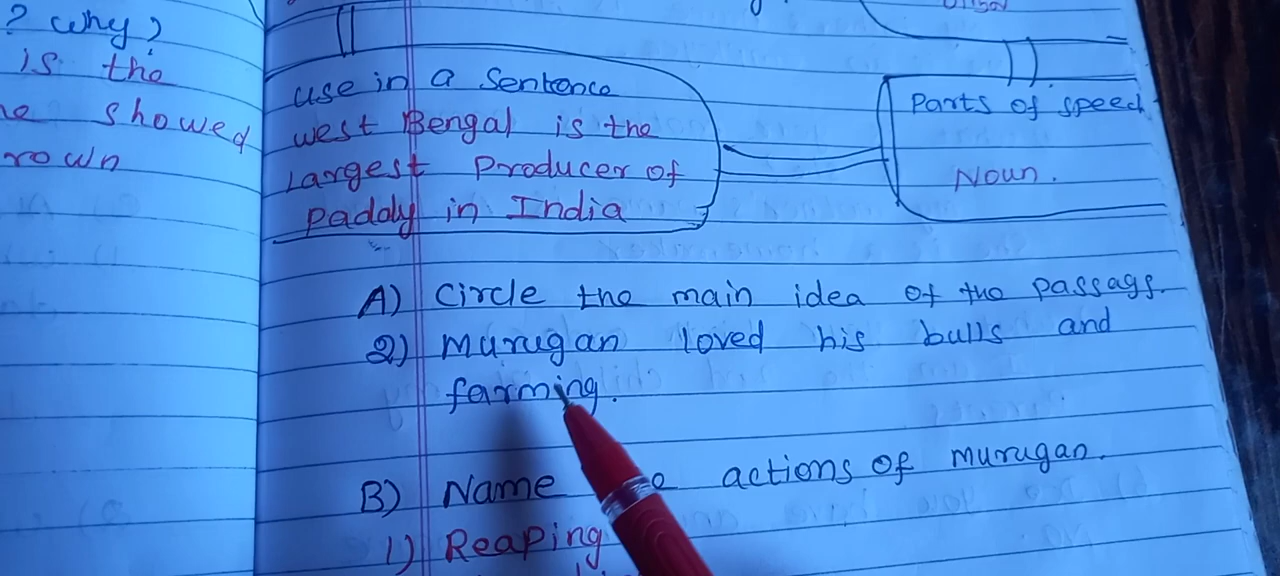 ? why?
is the
showed
rown
use in a Sentence
west Bengal is the
Largest Producer of
Paddy in India
Parts of speech
Noun.
A) Circle the main idea of the passage.
2) Murugan loved his bulls and
farming.
B) Name actions of murugan.
1) Reaping